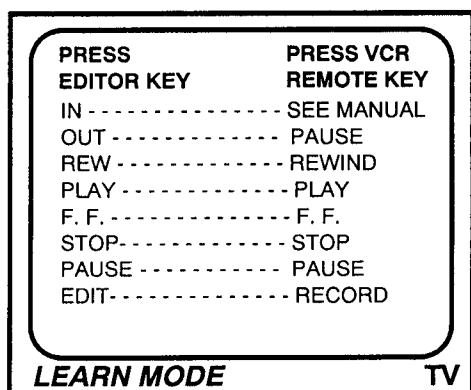 PRESS PRESS VCR
EDITOR KEY REMOTE KEY
IN - - - - - - - - - - - - - - - SEE MANUAL
OUT - - - - - - - - - - - - - PAUSE
REW - - - - - - - - - - - - - REWIND
PLAY - - - - - - - - - - - - - PLAY
F. F. - - - - - - - - - - - - - - F. F.
STOP- - - - - - - - - - - - - STOP
PAUSE - - - - - - - - - - - PAUSE
EDIT- - - - - - - - - - - - - - RECORD
LEARN MODE TV